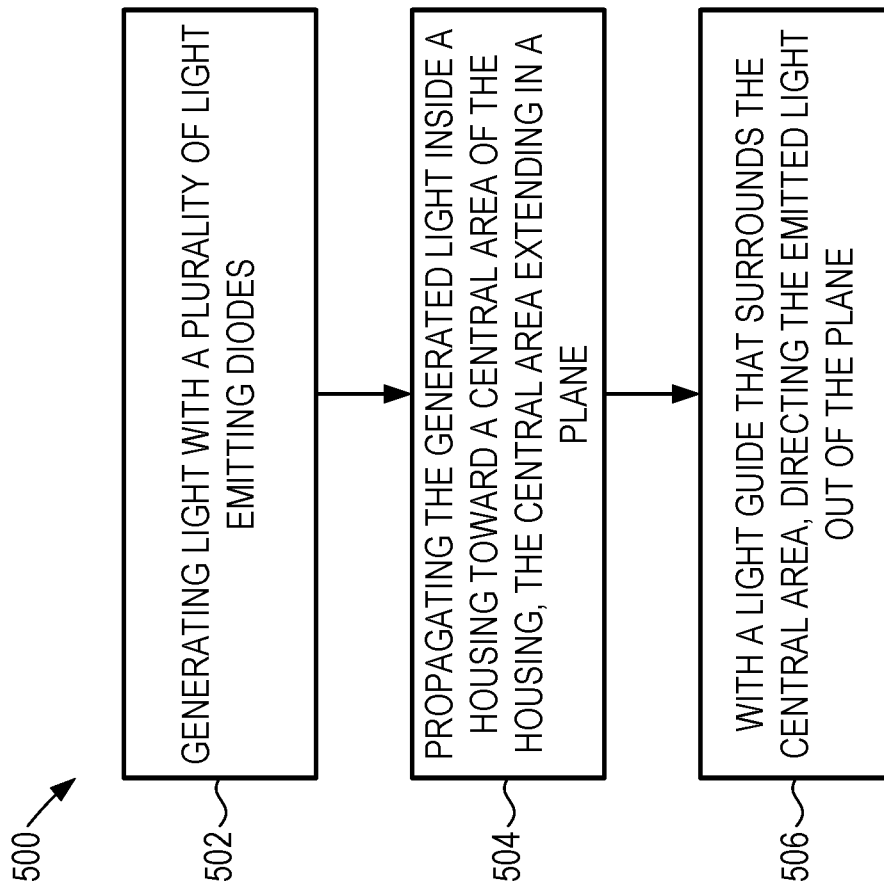 500
502
GENERATING LIGHT WITH A PLURALITY OF LIGHT
EMITTING DIODES
504
PROPAGATING THE GENERATED LIGHT INSIDE A
HOUSING TOWARD A CENTRAL AREA OF THE
HOUSING, THE CENTRAL AREA EXTENDING IN A
PLANE
506
WITH A LIGHT GUIDE THAT SURROUNDS THE
CENTRAL AREA, DIRECTING THE EMITTED LIGHT
OUT OF THE PLANE